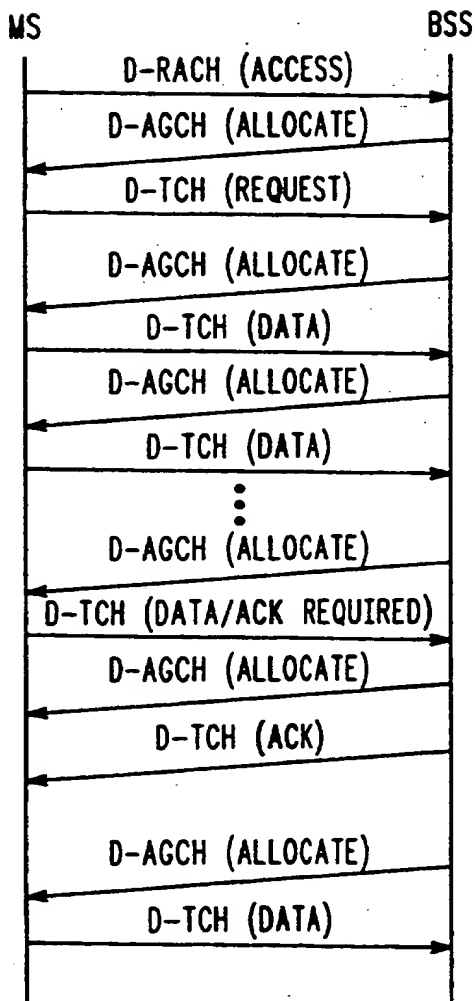 MS BSS
D-RACH (ACCESS)
D-AGCH (ALLOCATE)
D-TCH (REQUEST)
D-AGCH (ALLOCATE)
D-TCH (DATA)
D-AGCH (ALLOCATE)
D-TCH (DATA)
D-AGCH (ALLOCATE)
D-TCH (DATA/ACK REQUIRED)
D-AGCH (ALLOCATE)
D-TCH (ACK)
D-AGCH (ALLOCATE)
D-TCH (DATA)